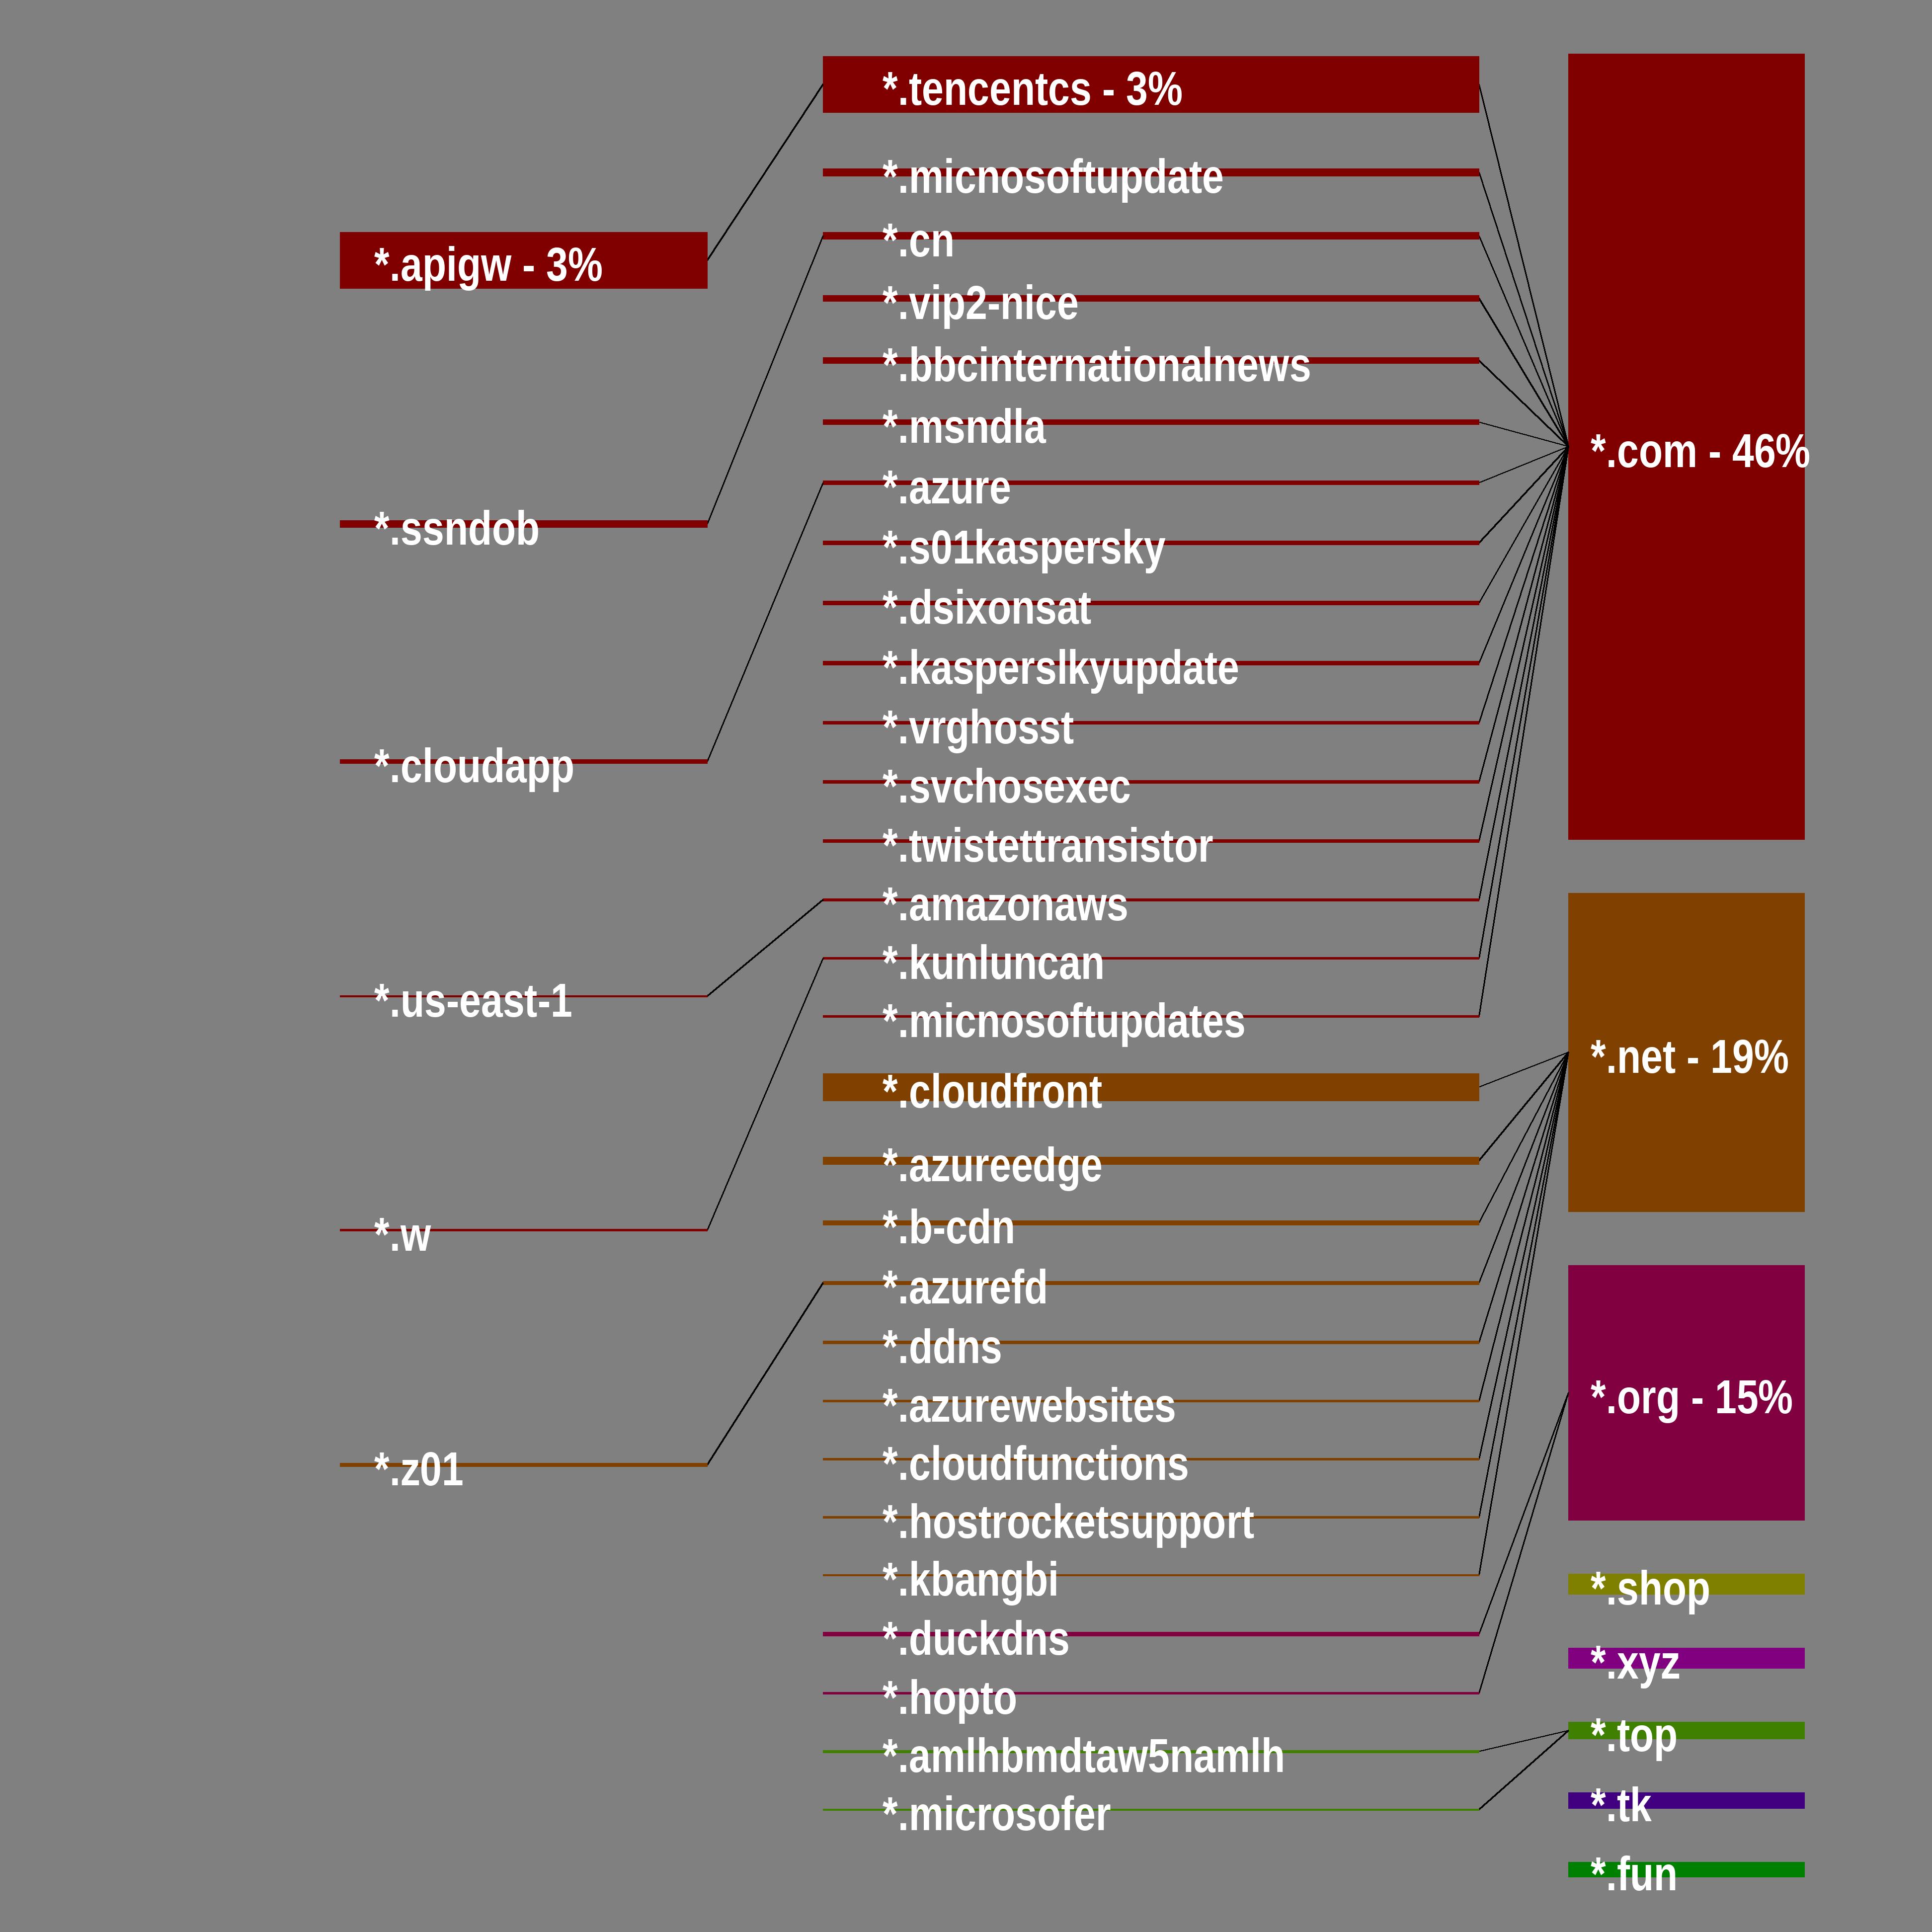 *.apigw - 3%
*.ssndob
*.cloudapp
*.us-east-1
*.w
*.z01
*.tencentcs - 3%
*.micnosoftupdate
*.cn
*.vip2-nice
*.bbcinternationalnews
*.msndla
*.azure
*.s01kaspersky
*.dsixonsat
*.kasperslkyupdate
*.vrghosst
*.svchosexec
*.twistettransistor
*.amazonaws
*.kunluncan
*.micnosoftupdates
*.cloudfront
*.azureedge
*.b-cdn
*.azurefd
*.ddns
*.azurewebsites
*.cloudfunctions
*.hostrocketsupport
*.kbangbi
*.duckdns
*.hopto
*.amlhbmdtaw5namlh
*.microsofer
*.com - 46%
*.net - 19%
*.org - 15%
*.shop
*.xyz
*.top
*.tk
*.fun